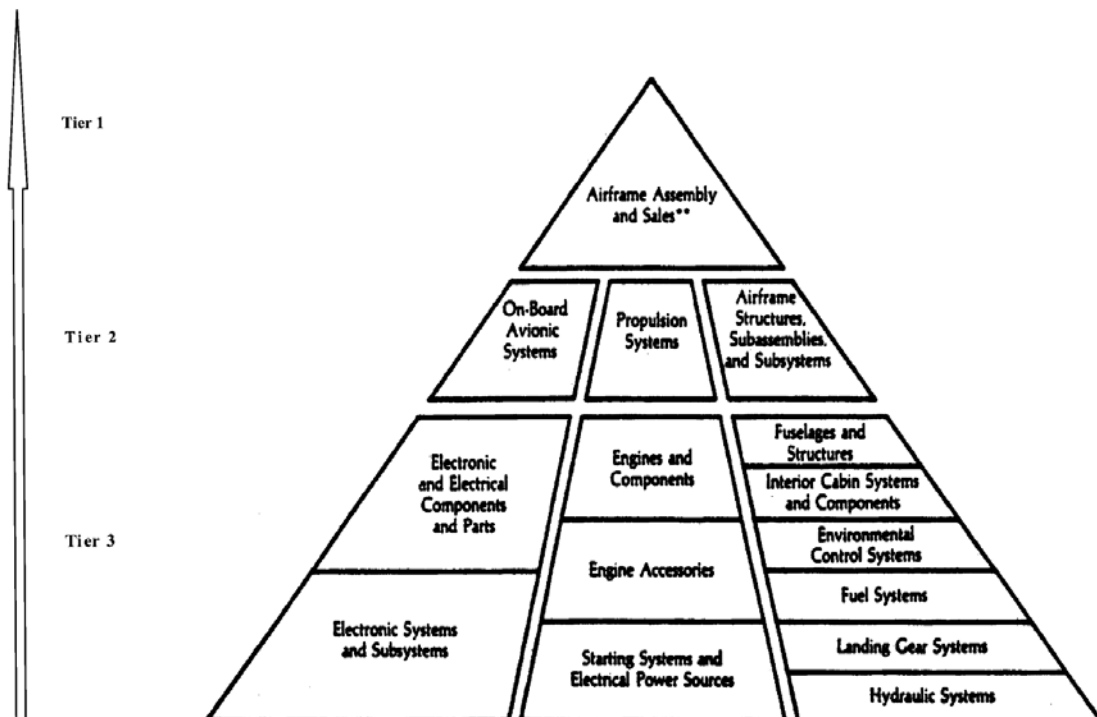 Tier 1
Airframe Assembly
and Sales**
Tier 2
On-Board
Avionic
Systems
Propulsion
Systems
Airframe
Structures,
Subassemblies,
and Subsystems
Tier 3
Electronic
and Electrical
Components
and Parts
Electronic Systems
and Subsystems
Engines and
Components
Engine Accessories
Starting Systems and
Electrical Power Sources
Fuselages and
Structures
Interior Cabin Systems
and Components
Environmental
Control Systems
Fuel Systems
Landing Gear Systems
Hydraulic Systems